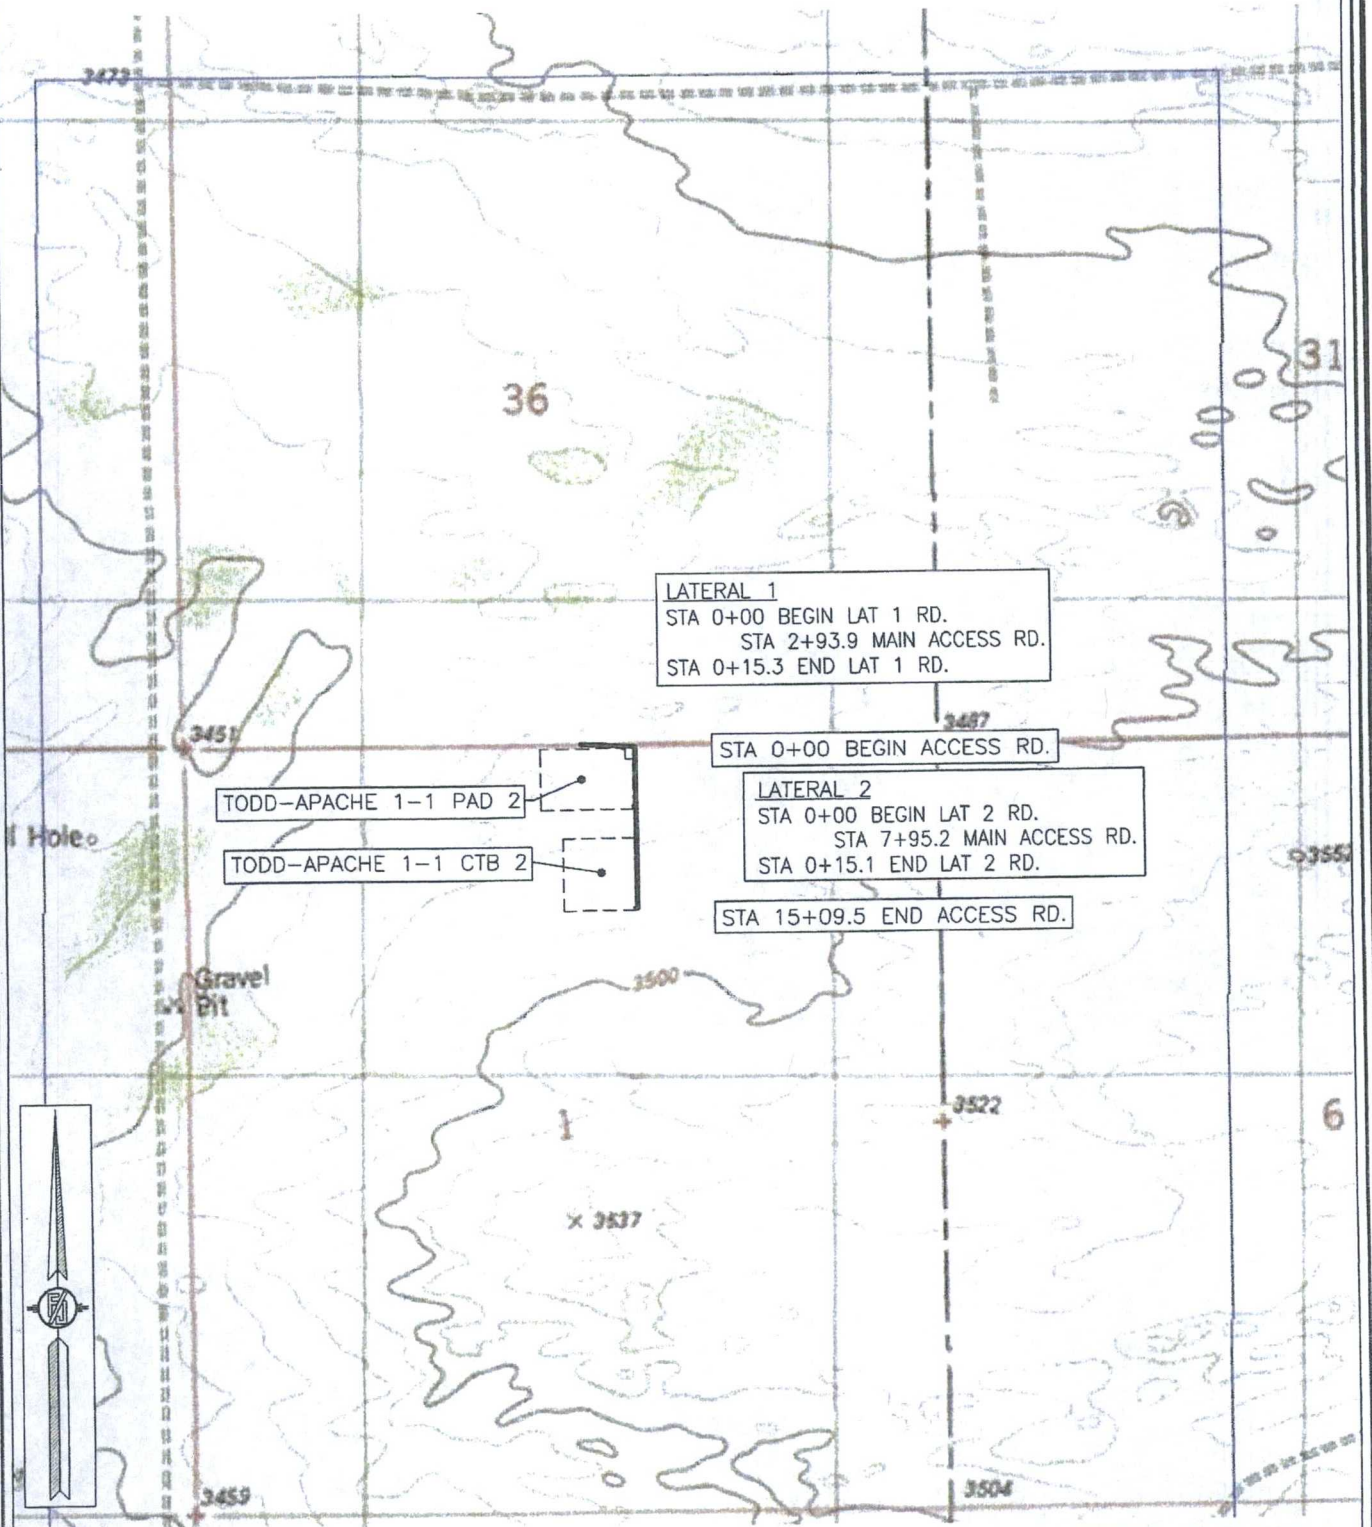 3473
36
31
LATERAL 1
STA 0+00 BEGIN LAT 1 RD.
STA 2+93.9 MAIN ACCESS RD.
STA 0+15.3 END LAT 1 RD.
3451
3487
STA 0+00 BEGIN ACCESS RD.
LATERAL 2
STA 0+00 BEGIN LAT 2 RD.
STA 7+95.2 MAIN ACCESS RD.
STA 0+15.1 END LAT 2 RD.
TODD-APACHE 1-1 PAD 2
Hole
TODD-APACHE 1-1 CTB 2
3552
STA 15+09.5 END ACCESS RD.
Gravel
Pit
3500
3522
1
6
3537
3459
3504